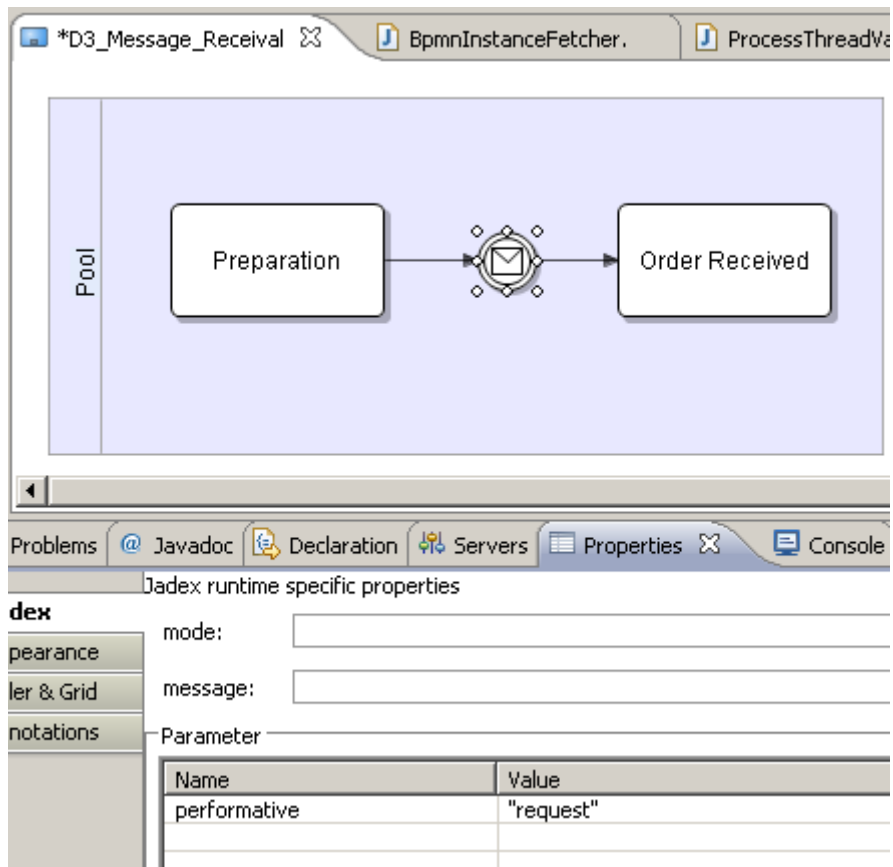 *D3_Message_Receival BpmnInstanceFetcher. ProcessThreadVa
Pool
Preparation
Order Received
Problems @ Javadoc Declaration Servers Properties Console
Jadex runtime specific properties
dex
mode:
pearance
ler & Grid
message:
notations
Parameter
Name Value
performative "request"